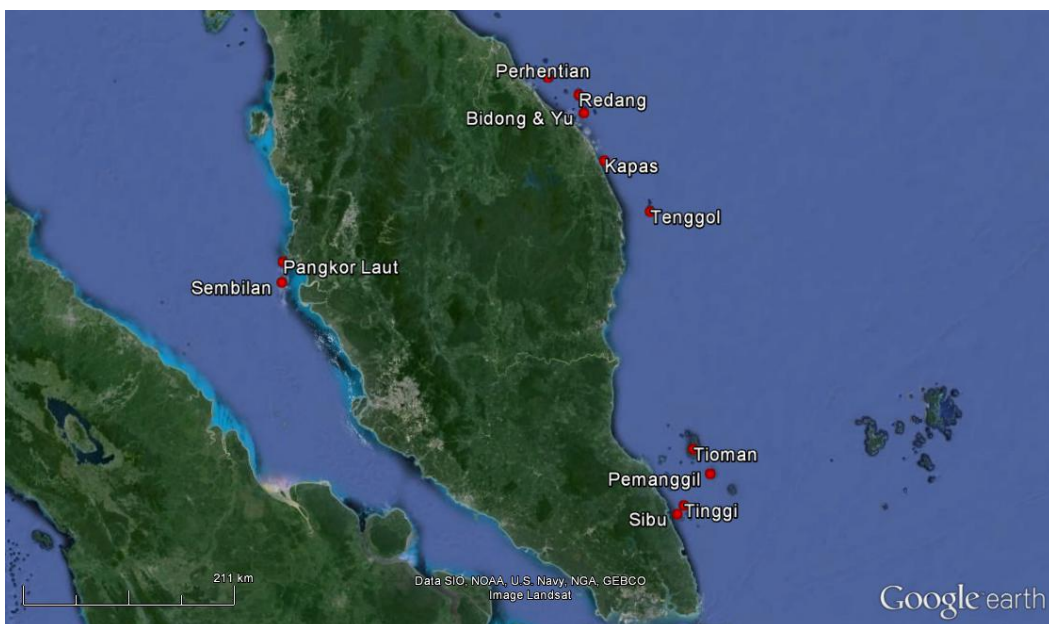 Perhentian
Redang
Bidong & Yu
Kapas
Tenggol
Pangkor Laut
Sembilan
Tioman
Pemanggil
Tinggi
Sibu
211 km
Data SIO, NOAA, U.S. Navy, NGA, GEBCO
Image Landsat
Google earth